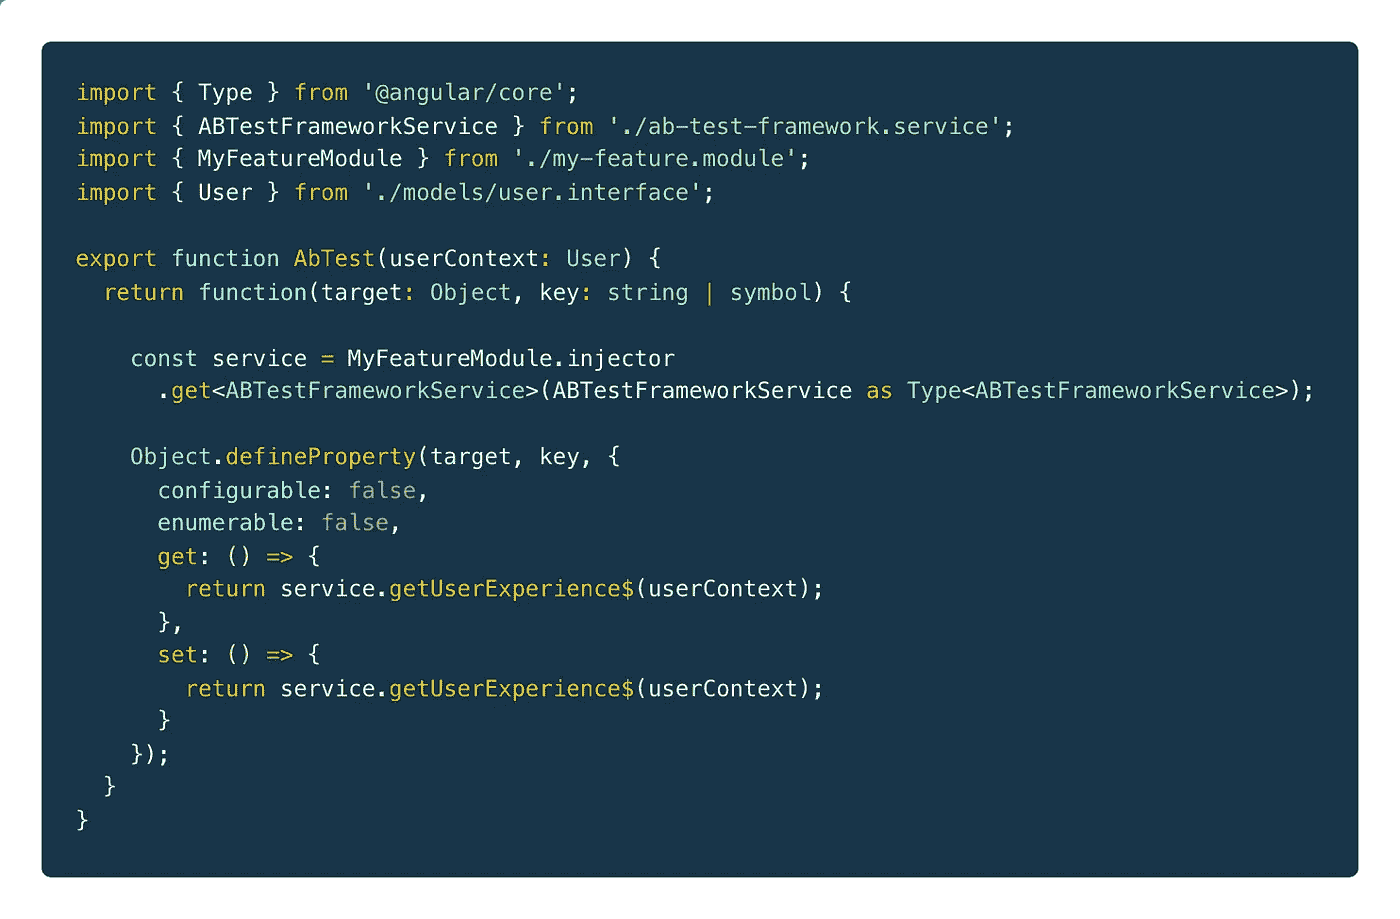 import { Type } from '@angular/core';
import { ABTestFrameworkService } from './ab-test-framework.service';
import { MyFeatureModule } from './my-feature.module';
import { User } from './models/user.interface';

export function AbTest(userContext: User) {
  return function(target: Object, key: string | symbol) {

    const service = MyFeatureModule.injector
      .get<ABTestFrameworkService>(ABTestFrameworkService as Type<ABTestFrameworkService>);

    Object.defineProperty(target, key, {
      configurable: false,
      enumerable: false,
      get: () => {
        return service.getUserExperience$(userContext);
      },
      set: () => {
        return service.getUserExperience$(userContext);
      }
    });
  }
}